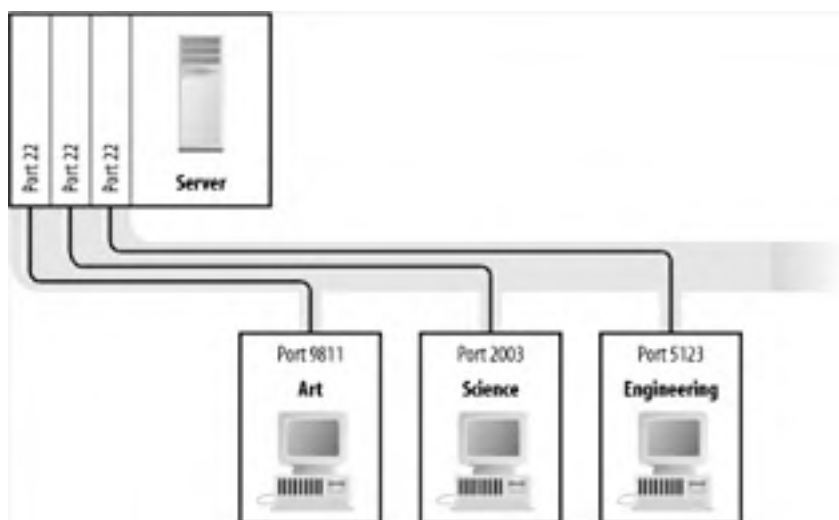 Port 22
Port 22
Port 22
Server
Port 9811
Art
Port 2003
Science
Port 5123
Engineering